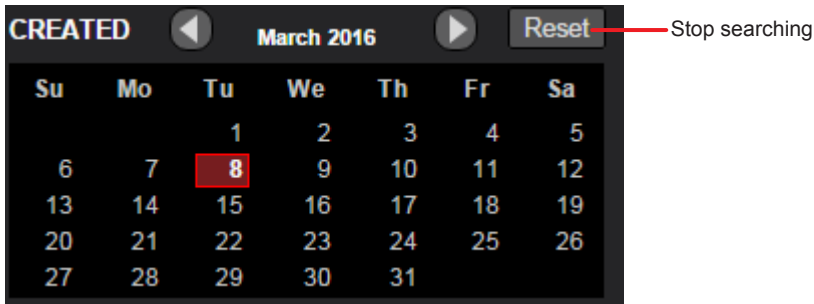 CREATED March 2016 Reset Stop searching
Su Mo Tu We Th Fr Sa
1 2 3 4 5
6 7 8 9 10 11 12
13 14 15 16 17 18 19
20 21 22 23 24 25 26
27 28 29 30 31